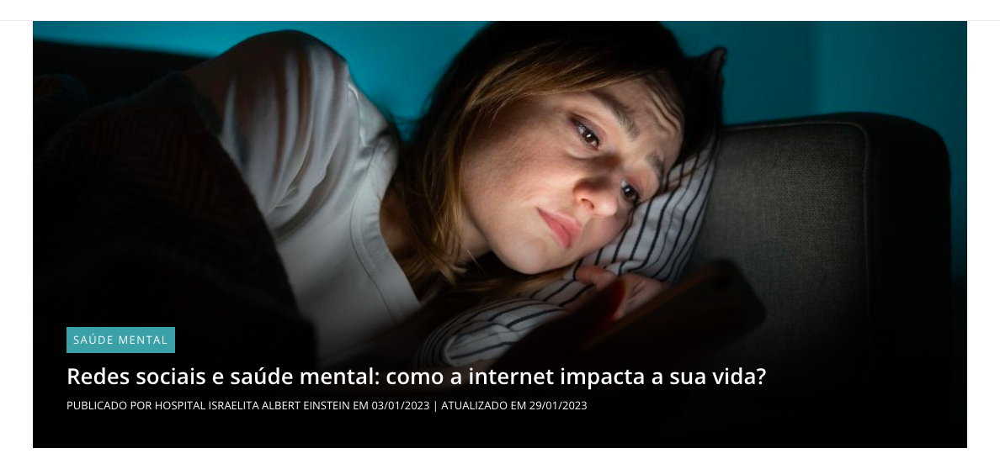 SAÚDE MENTAL
Redes sociais e saúde mental: como a internet impacta a sua vida?
PUBLICADO POR HOSPITAL ISRAELITA ALBERT EINSTEIN EM 03/01/2023 | ATUALIZADO EM 29/01/2023